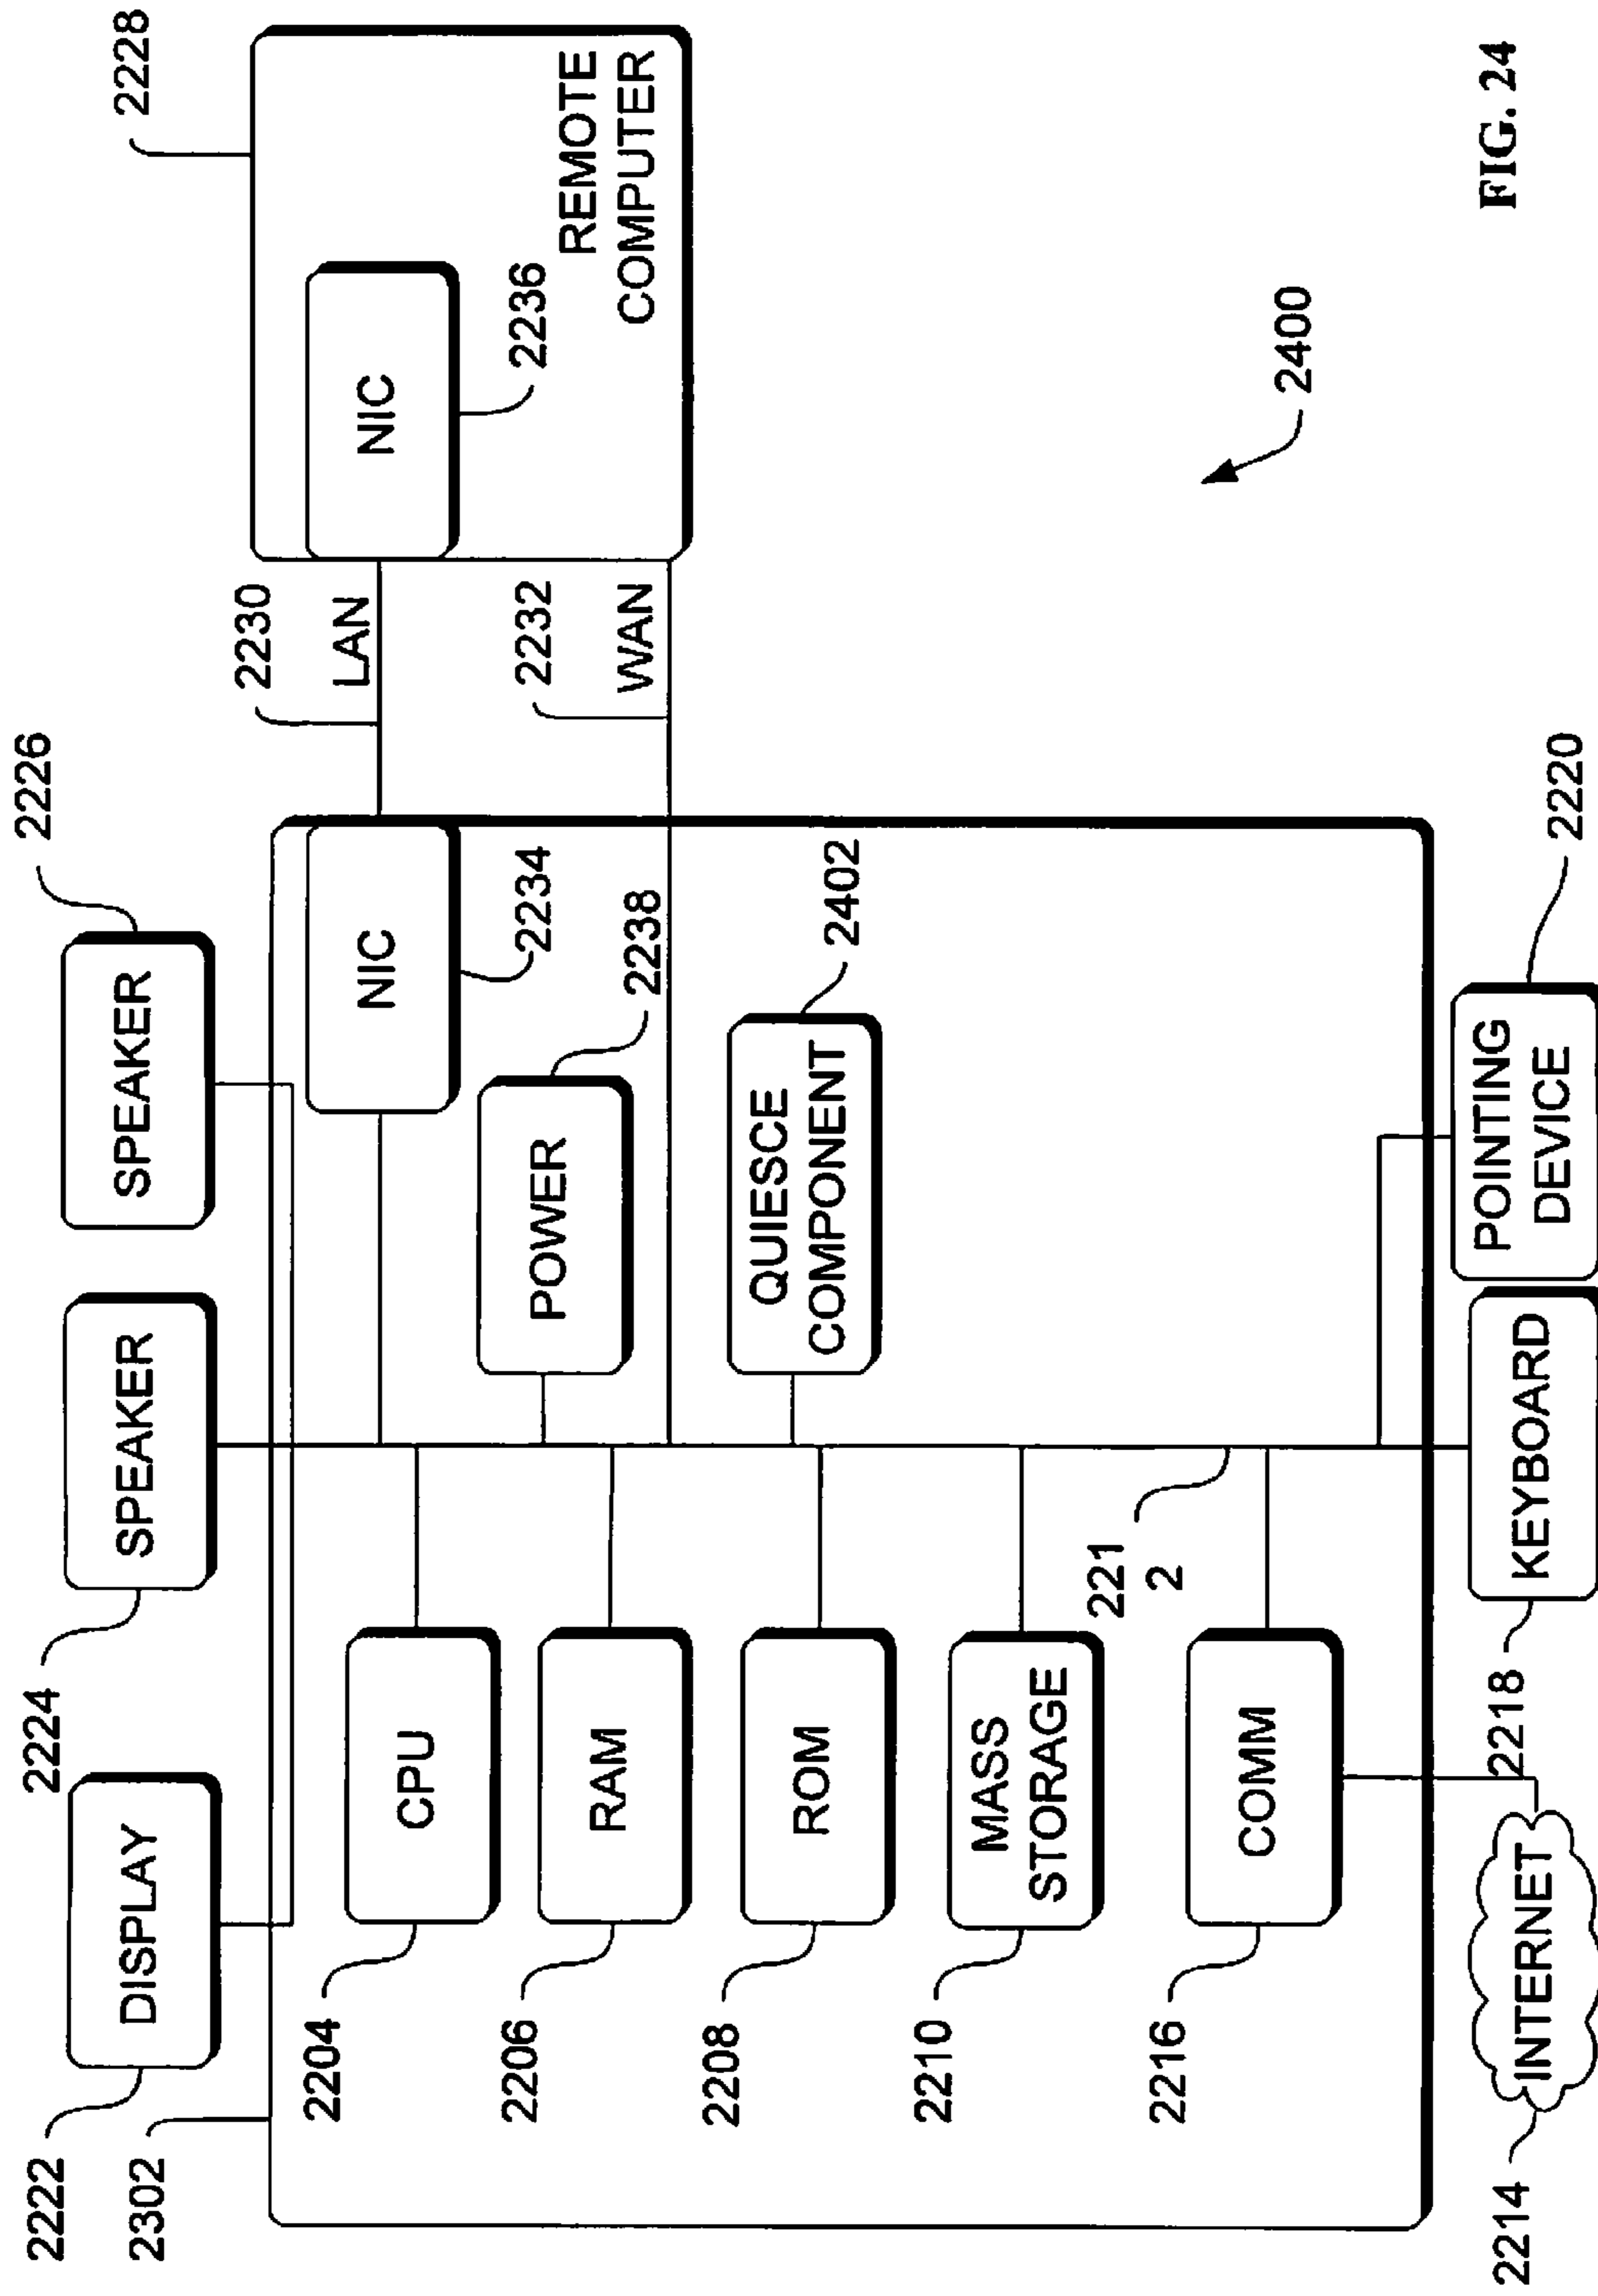 2222
DISPLAY
2224
SPEAKER
SPEAKER
2226
2228
2302
2204
CPU
NIC
2234
2230
LAN
NIC
2236
REMOTE
COMPUTER
2206
RAM
POWER
2238
2232
WAN
2208
ROM
QUIESCE
COMPONENT
2402
2210
MASS
STORAGE
221
2
2216
COMM
2400
2214
INTERNET
2218
KEYBOARD
POINTING
DEVICE
2220
FIG. 24